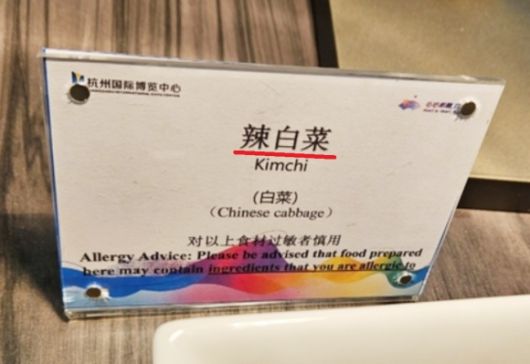 杭州国际博览中心
辣白菜
Kimchi
(白菜)
（Chinese cabbage）
对以上食材过敏者慎用
Allergy Advice: Please be advised that food prepared
here may contain ingredients that you are allergic to